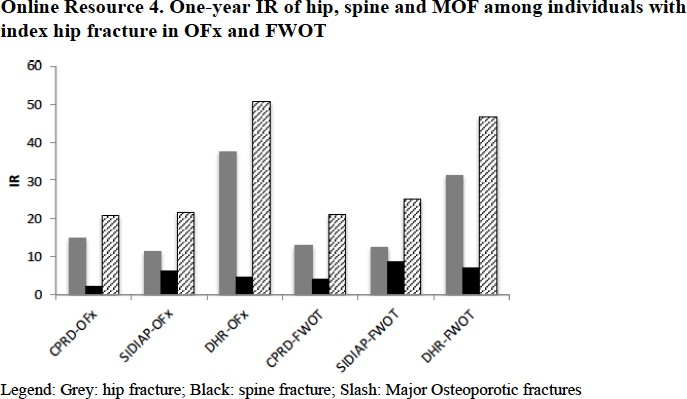 Online Resource 4. One-year IR of hip, spine and MOF among individuals with
index hip fracture in OFx and FWOT
60
50
40
30
20
10
0
IR
CPRD-OFx
SIDIAP-OFx
DHR-OFx
CPRD-FWOT
SIDIAP-FWOT
DHR-FWOT
Legend: Grey: hip fracture; Black: spine fracture; Slash: Major Osteoporotic fractures